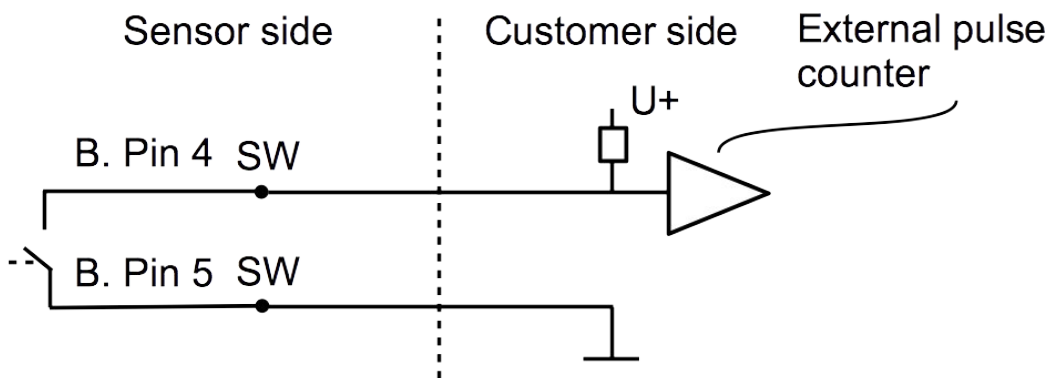 Sensor side
Customer side
External pulse
counter
U+
B. Pin 4 SW
B. Pin 5 SW